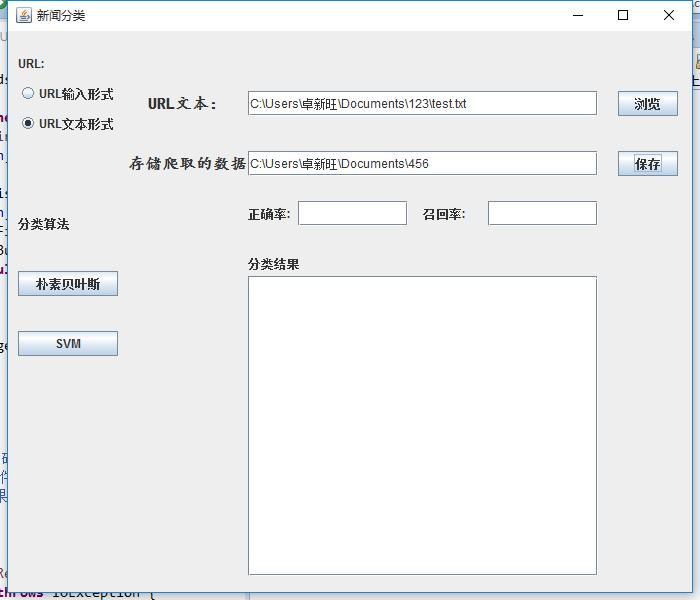 新闻分类
URL:
URL输入形式
URL文本形式
URL文本：
C:\Users\卓新旺\Documents\123\test.txt
浏览
存储爬取的数据
C:\Users\卓新旺\Documents\456
保存
正确率:
召回率:
分类算法
分类结果
朴素贝叶斯
SVM
throws IOException {